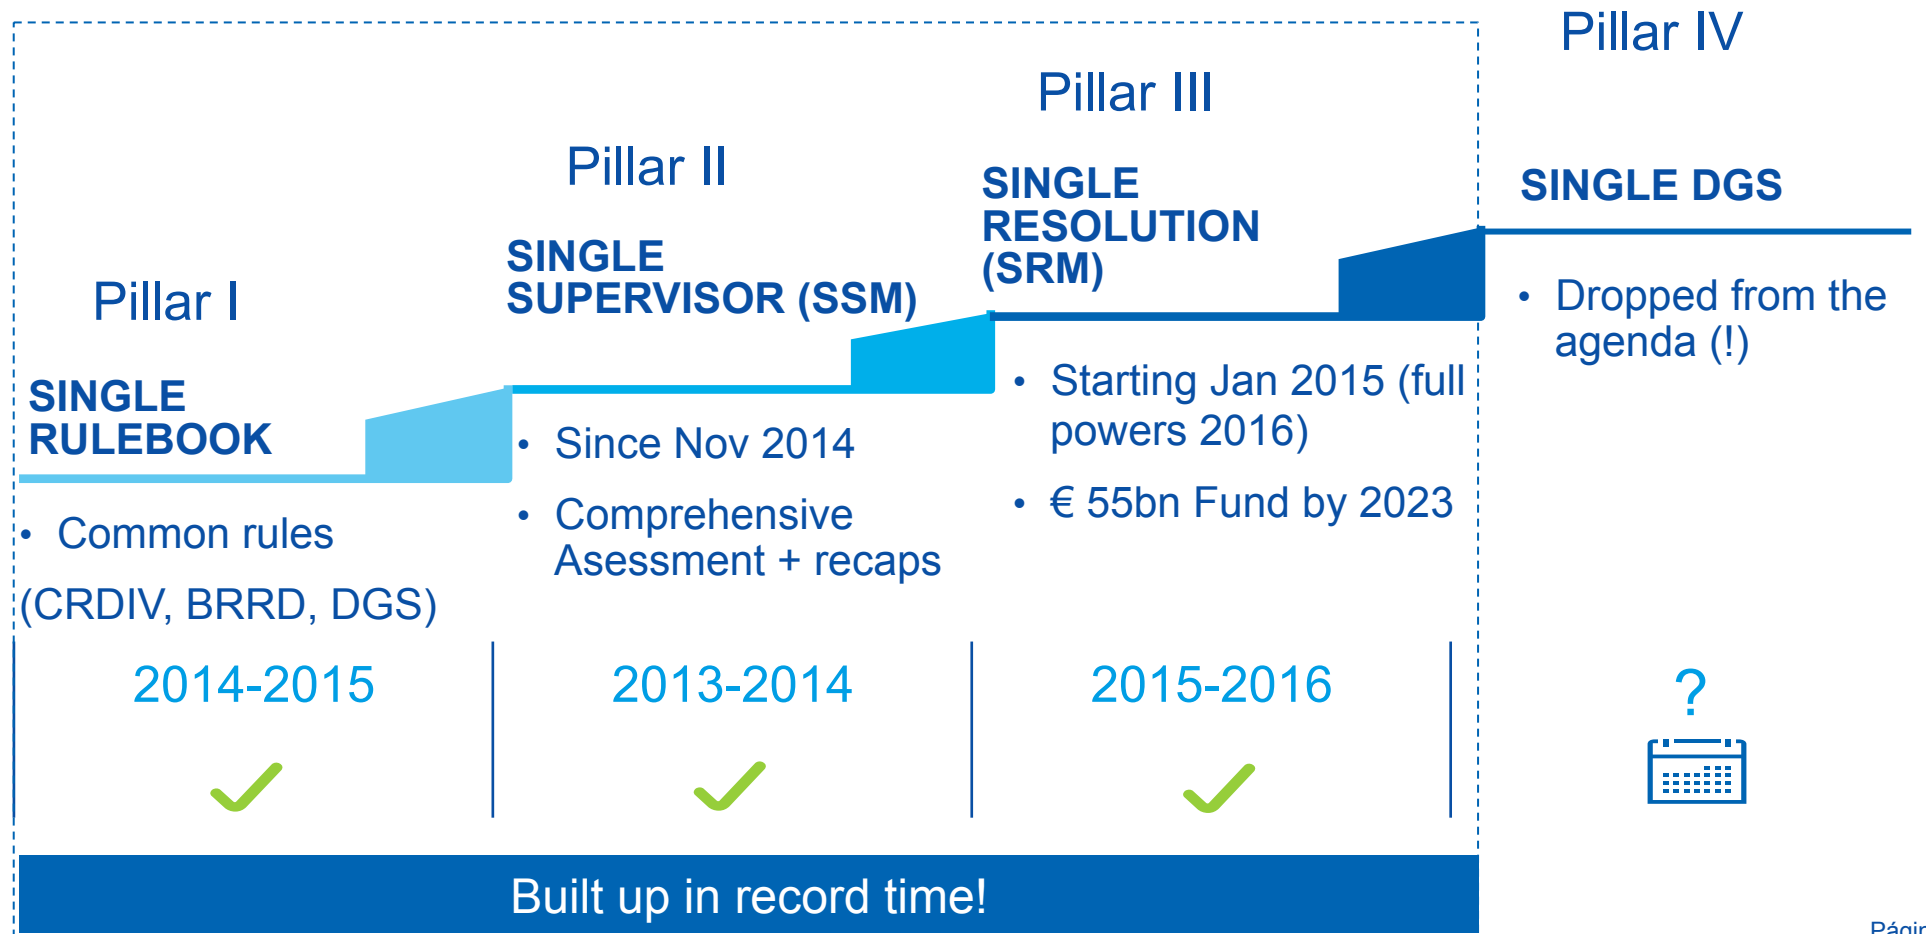 Pillar I
SINGLE
RULEBOOK
• Common rules
(CRDIV, BRRD, DGS)
2014-2015
Pillar II
SINGLE
SUPERVISOR (SSM)
• Since Nov 2014
• Comprehensive
Asessment + recaps
2013-2014
Pillar III
SINGLE
RESOLUTION
(SRM)
• Starting Jan 2015 (full
powers 2016)
• € 55bn Fund by 2023
2015-2016
Pillar IV
SINGLE DGS
• Dropped from the
agenda (!)
?
Built up in record time!